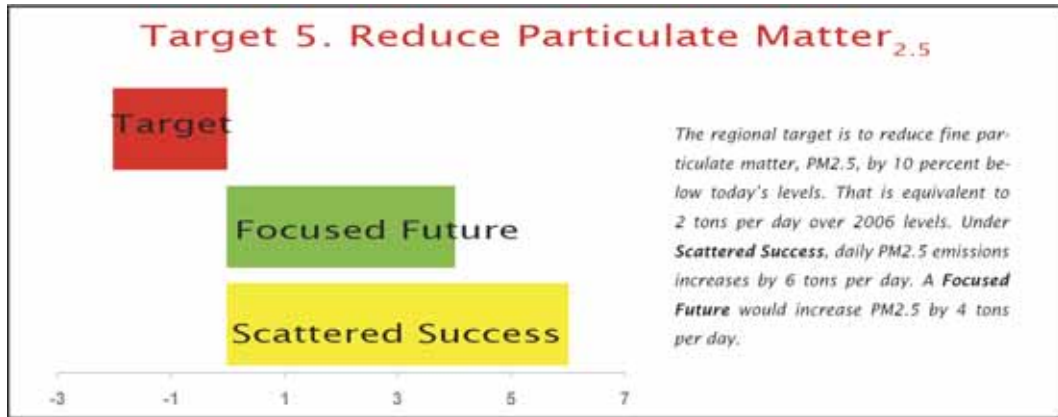 Target 5. Reduce Particulate Matter2.5
Target
Focused Future
Scattered Success
-3 -1 1 3 5 7
The regional target is to reduce fine par-
ticulate matter, PM2.5, by 10 percent be-
low today's levels. That is equivalent to
2 tons per day over 2006 levels. Under
Scattered Success, daily PM2.5 emissions
increases by 6 tons per day. A Focused
Future would increase PM2.5 by 4 tons
per day.